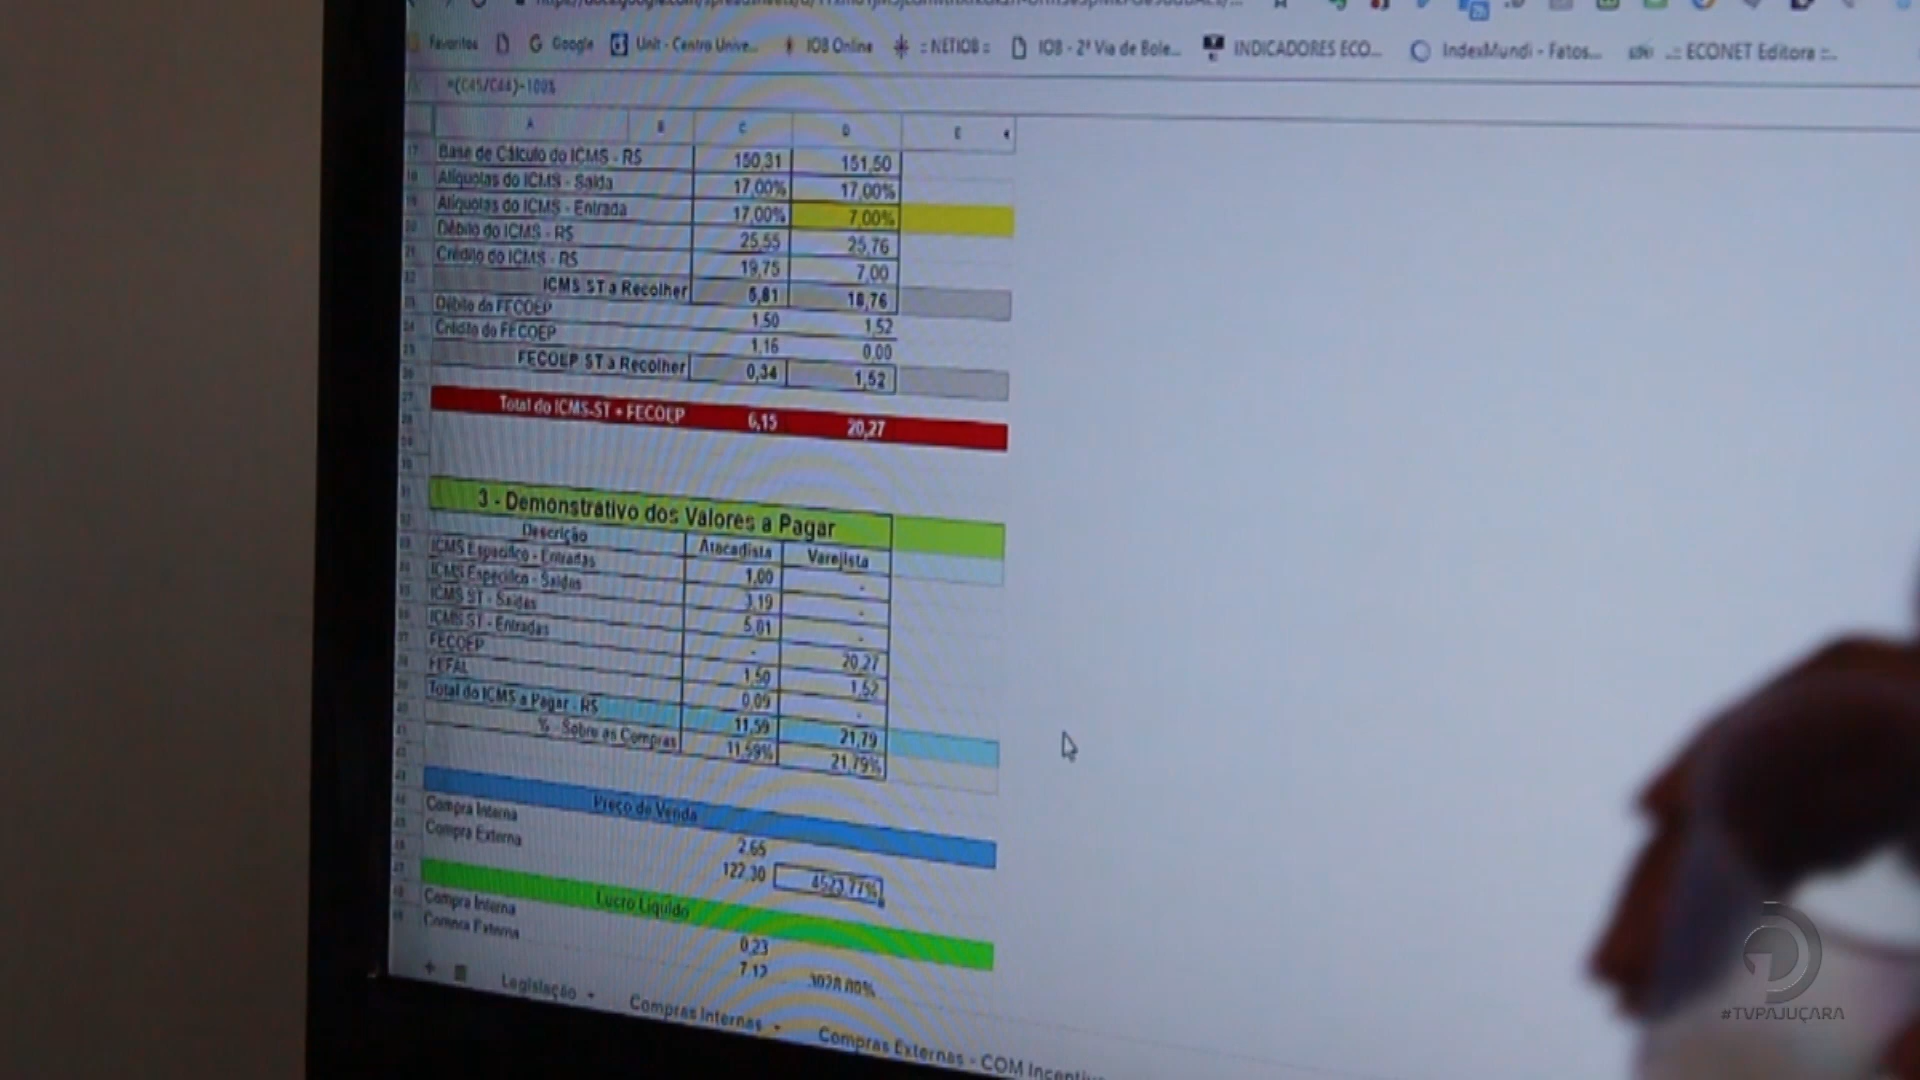 Favoritos Google Unit - Centro Unive... IOB Online :: NETIOB :: IOB - 2ª Via de Bole... INDICADORES ECO... IndexMundi - Fatos... ..:: ECONET Editora ::..
=(C45/C44)-100%
A B C D E
Base de Cálculo do ICMS - R$ 150,31 151,50
Alíquotas do ICMS - Saída 17,00% 17,00%
Alíquotas do ICMS - Entrada 17,00% 7,00%
Débito do ICMS - R$ 25,55 25,76
Crédito do ICMS - R$ 19,75 7,00
ICMS ST a Recolher 5,81 18,76
Débito do FECOEP 1,50 1,52
Crédito do FECOEP 1,16 0,00
FECOEP ST a Recolher 0,34 1,52
Total do ICMS-ST + FECOEP 6,15 20,27
3 - Demonstrativo dos Valores a Pagar
Descrição Atacadista Varejista
ICMS Específico - Entradas 1,00 -
ICMS Específico - Saídas 3,19 -
ICMS ST - Saídas 5,81 -
ICMS ST - Entradas - 20,27
FECOEP 1,50 1,52
FEFAL 0,09 -
Total do ICMS a Pagar - R$ 11,59 21,79
% - Sobre as Compras 11,59% 21,79%
Preço de Venda
Compra Interna 2,65
Compra Externa 122,30 4523,77%
Lucro Líquido
Compra Interna 0,23
Compra Externa 7,12
Legislação Compras Internas Compras Externas - COM Incentiv
#TVPAJUÇARA